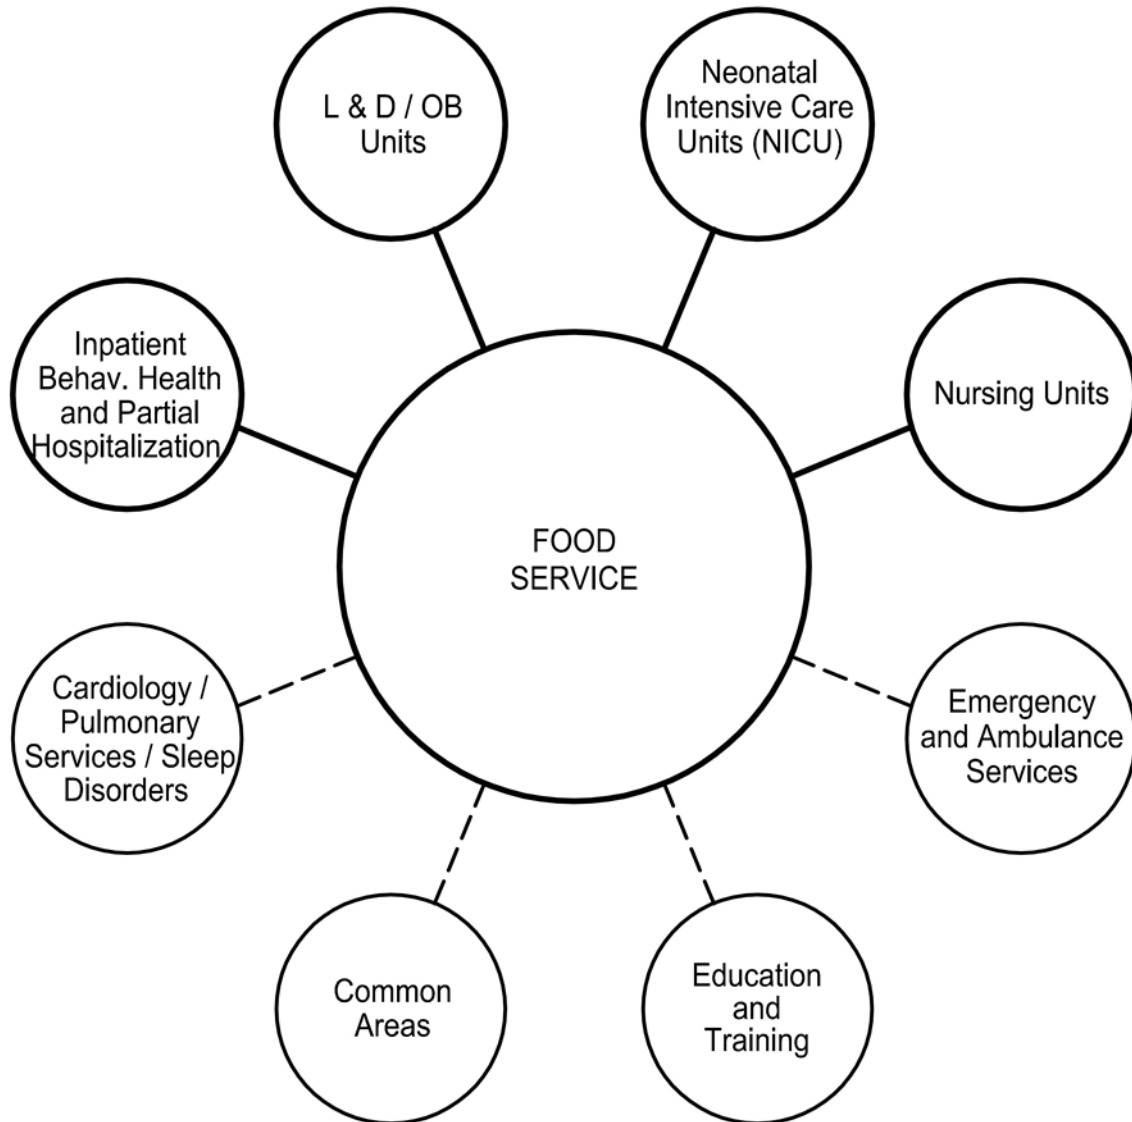 L & D / OB
Units
Neonatal
Intensive Care
Units (NICU)
Inpatient
Behav. Health
and Partial
Hospitalization
Nursing Units
FOOD
SERVICE
Cardiology /
Pulmonary
Services / Sleep
Disorders
Emergency
and Ambulance
Services
Common
Areas
Education
and
Training